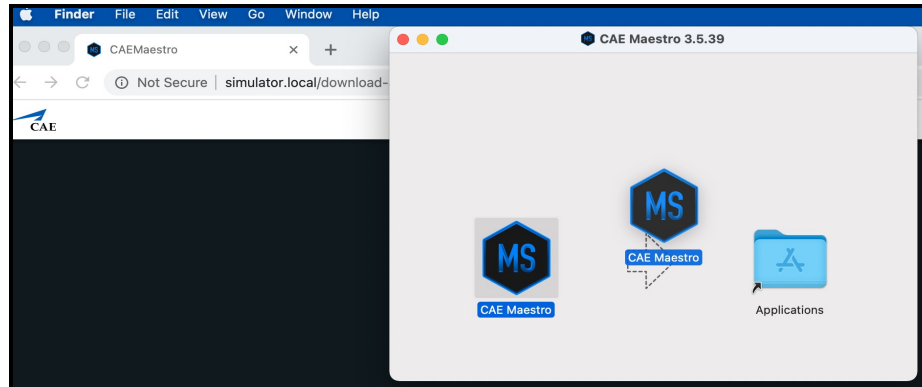 Finder File Edit View Go Window Help
CAEMaestro
Not Secure | simulator.local/download-
CAE
CAE Maestro 3.5.39
MS
CAE Maestro
MS
CAE Maestro
Applications